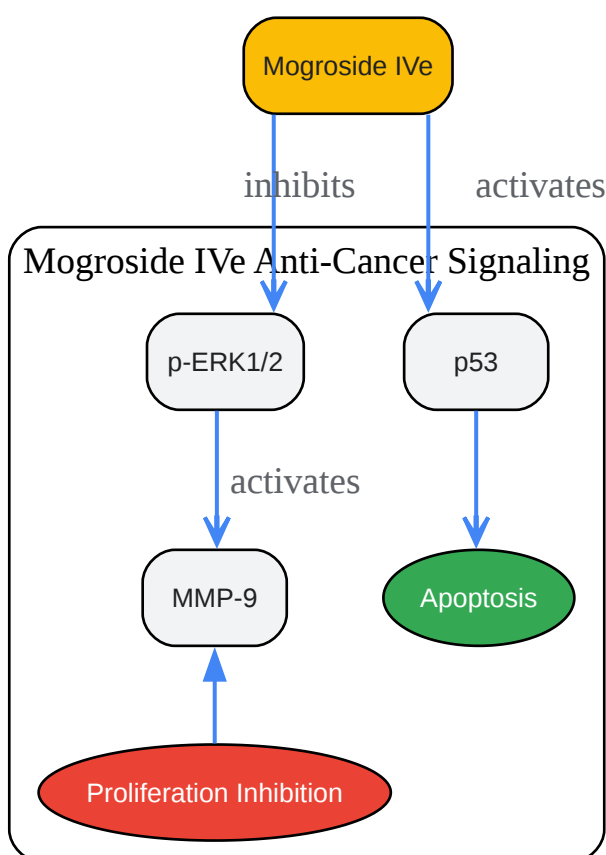 Mogroside IVe
inhibits
activates
Mogroside IVe Anti-Cancer Signaling
p-ERK1/2
p53
activates
MMP-9
Apoptosis
Proliferation Inhibition